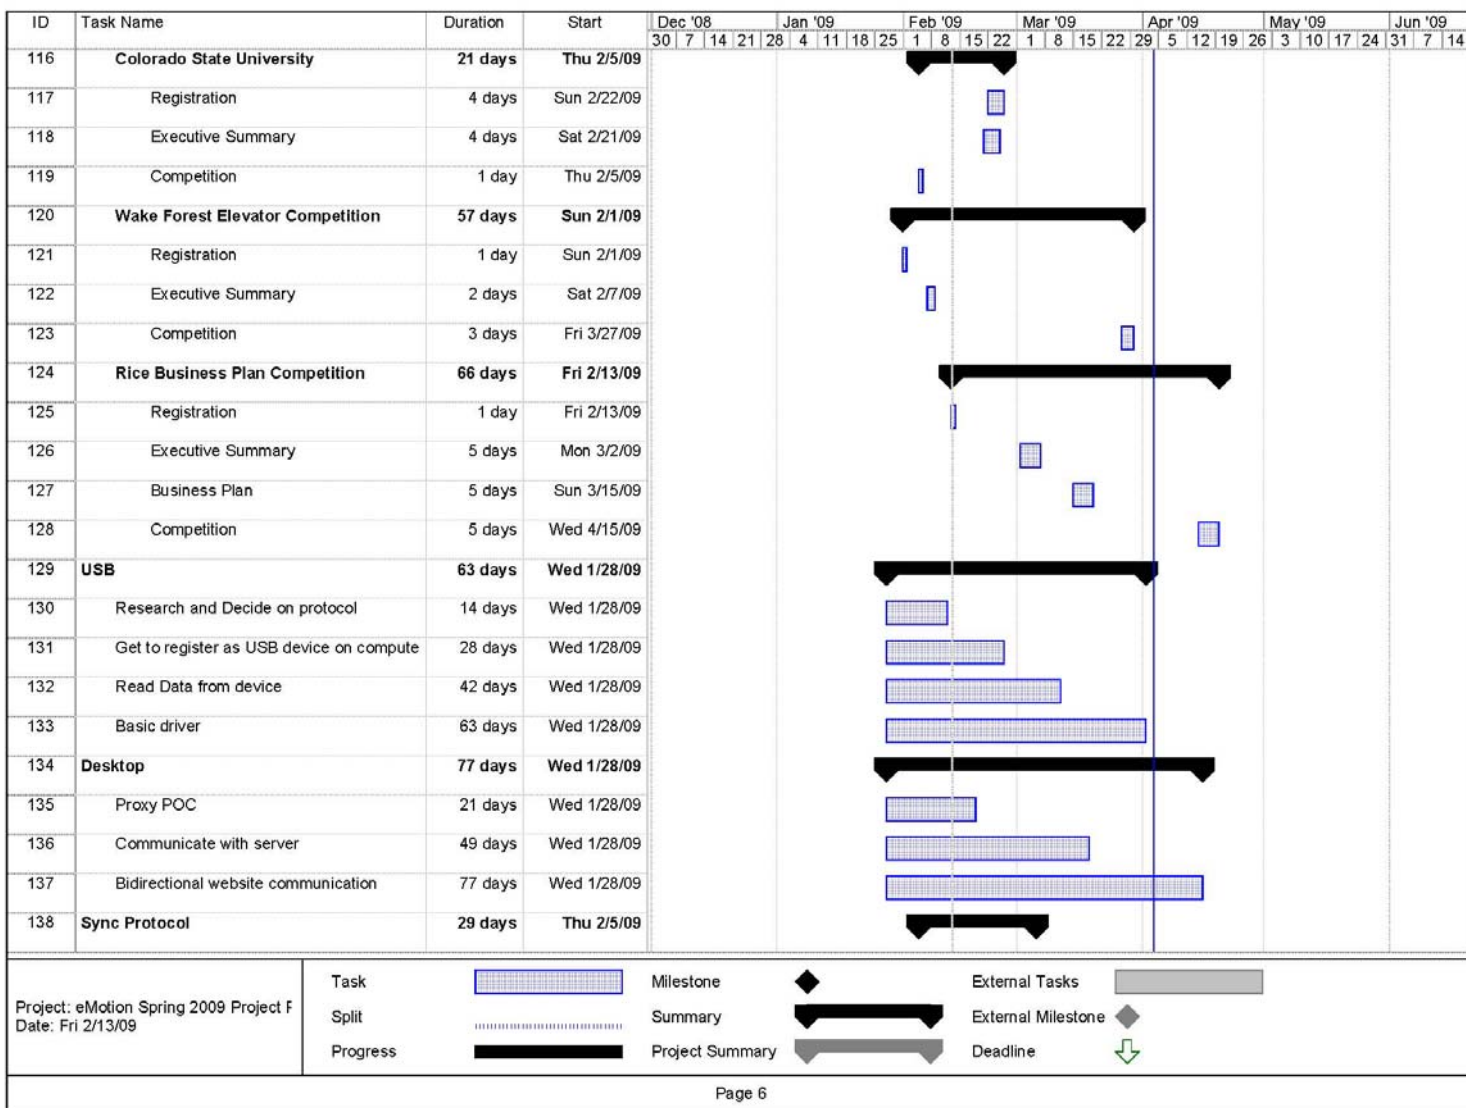 ID Task Name Duration Start Dec '08 Jan '09 Feb '09 Mar '09 Apr '09 May '09 Jun '09
30 7 14 21 28 4 11 18 25 1 8 15 22 1 8 15 22 29 5 12 19 26 3 10 17 24 31 7 14
116 Colorado State University 21 days Thu 2/5/09
117 Registration 4 days Sun 2/22/09
118 Executive Summary 4 days Sat 2/21/09
119 Competition 1 day Thu 2/5/09
120 Wake Forest Elevator Competition 57 days Sun 2/1/09
121 Registration 1 day Sun 2/1/09
122 Executive Summary 2 days Sat 2/7/09
123 Competition 3 days Fri 3/27/09
124 Rice Business Plan Competition 66 days Fri 2/13/09
125 Registration 1 day Fri 2/13/09
126 Executive Summary 5 days Mon 3/2/09
127 Business Plan 5 days Sun 3/15/09
128 Competition 5 days Wed 4/15/09
129 USB 63 days Wed 1/28/09
130 Research and Decide on protocol 14 days Wed 1/28/09
131 Get to register as USB device on compute 28 days Wed 1/28/09
132 Read Data from device 42 days Wed 1/28/09
133 Basic driver 63 days Wed 1/28/09
134 Desktop 77 days Wed 1/28/09
135 Proxy POC 21 days Wed 1/28/09
136 Communicate with server 49 days Wed 1/28/09
137 Bidirectional website communication 77 days Wed 1/28/09
138 Sync Protocol 29 days Thu 2/5/09
Project: eMotion Spring 2009 Project
Date: Fri 2/13/09
Task Milestone External Tasks
Split Summary External Milestone
Progress Project Summary Deadline
Page 6